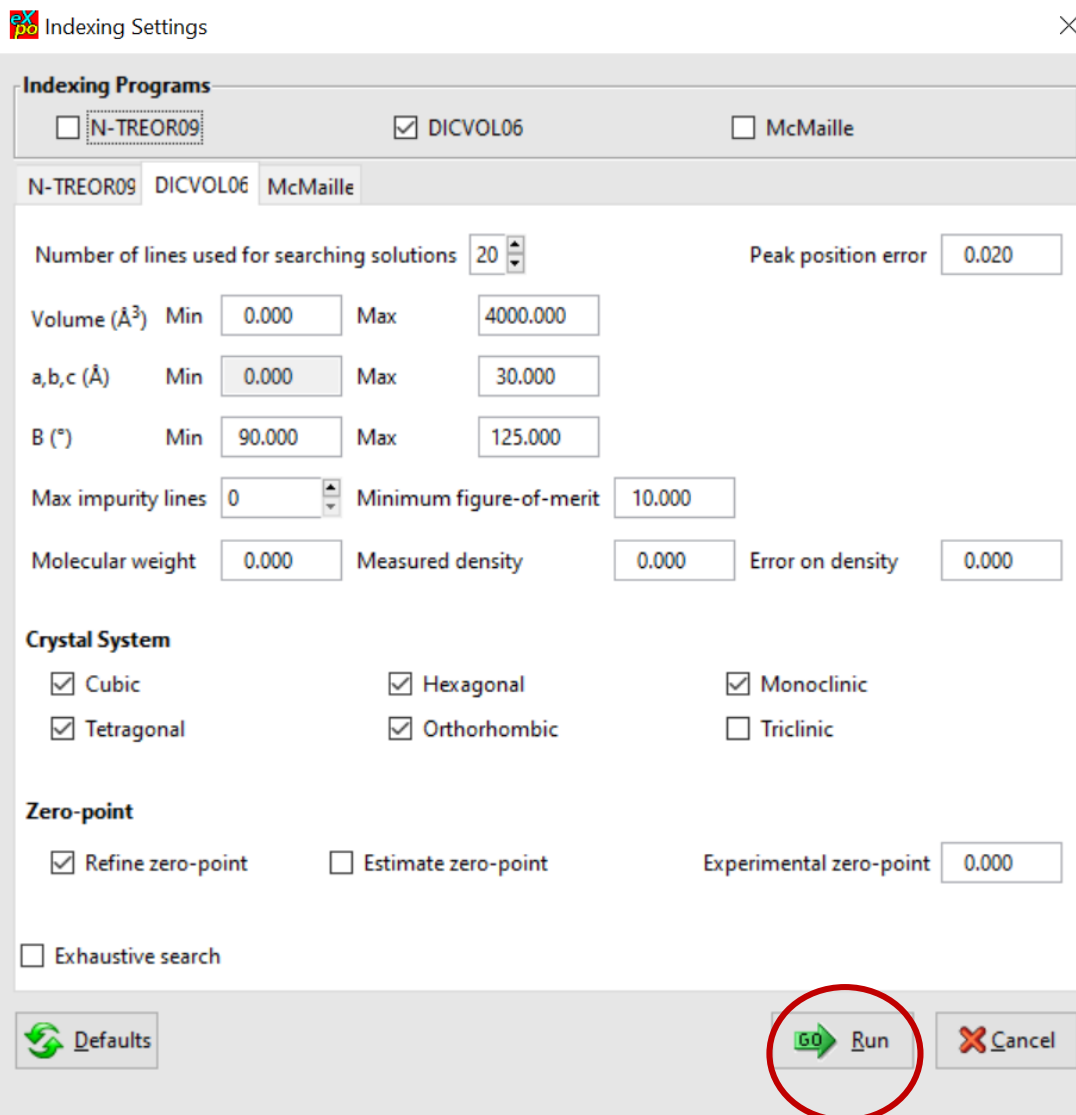 eXpo Indexing Settings
Indexing Programs
N-TREOR09 DICVOL06 McMaille
N-TREOR09 DICVOL06 McMaille
Number of lines used for searching solutions 20 Peak position error 0.020
Volume (Å³) Min 0.000 Max 4000.000
a,b,c (Å) Min 0.000 Max 30.000
B (°) Min 90.000 Max 125.000
Max impurity lines 0 Minimum figure-of-merit 10.000
Molecular weight 0.000 Measured density 0.000 Error on density 0.000
Crystal System
Cubic Hexagonal Monoclinic
Tetragonal Orthorhombic Triclinic
Zero-point
Refine zero-point Estimate zero-point Experimental zero-point 0.000
Exhaustive search
Defaults GO Run Cancel